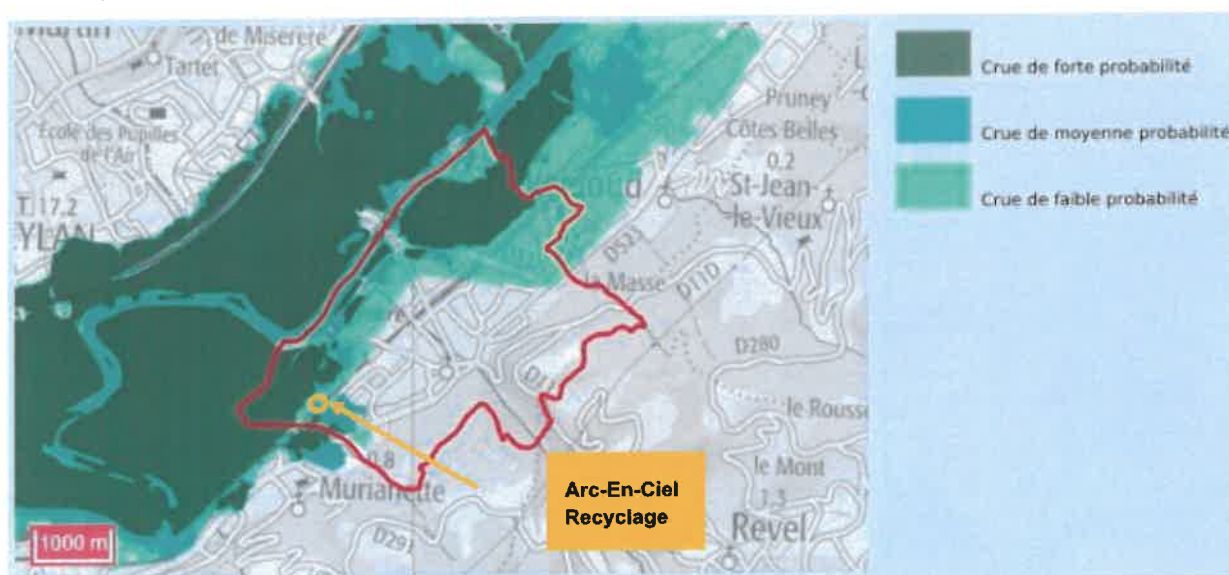 de Miséréré
Tartet
École des Pupilles
de l'Air
T. 17.2
YLAN
Pruney
Côtes Belles
0.2
St-Jean-
le-Vieux
D523
la Masse
D11D
D280
le Rousse
0.8
Murianette
le Mont
1.3
Revel
D291
1000 m
Arc-En-Ciel
Recyclage
Crue de forte probabilité
Crue de moyenne probabilité
Crue de faible probabilité